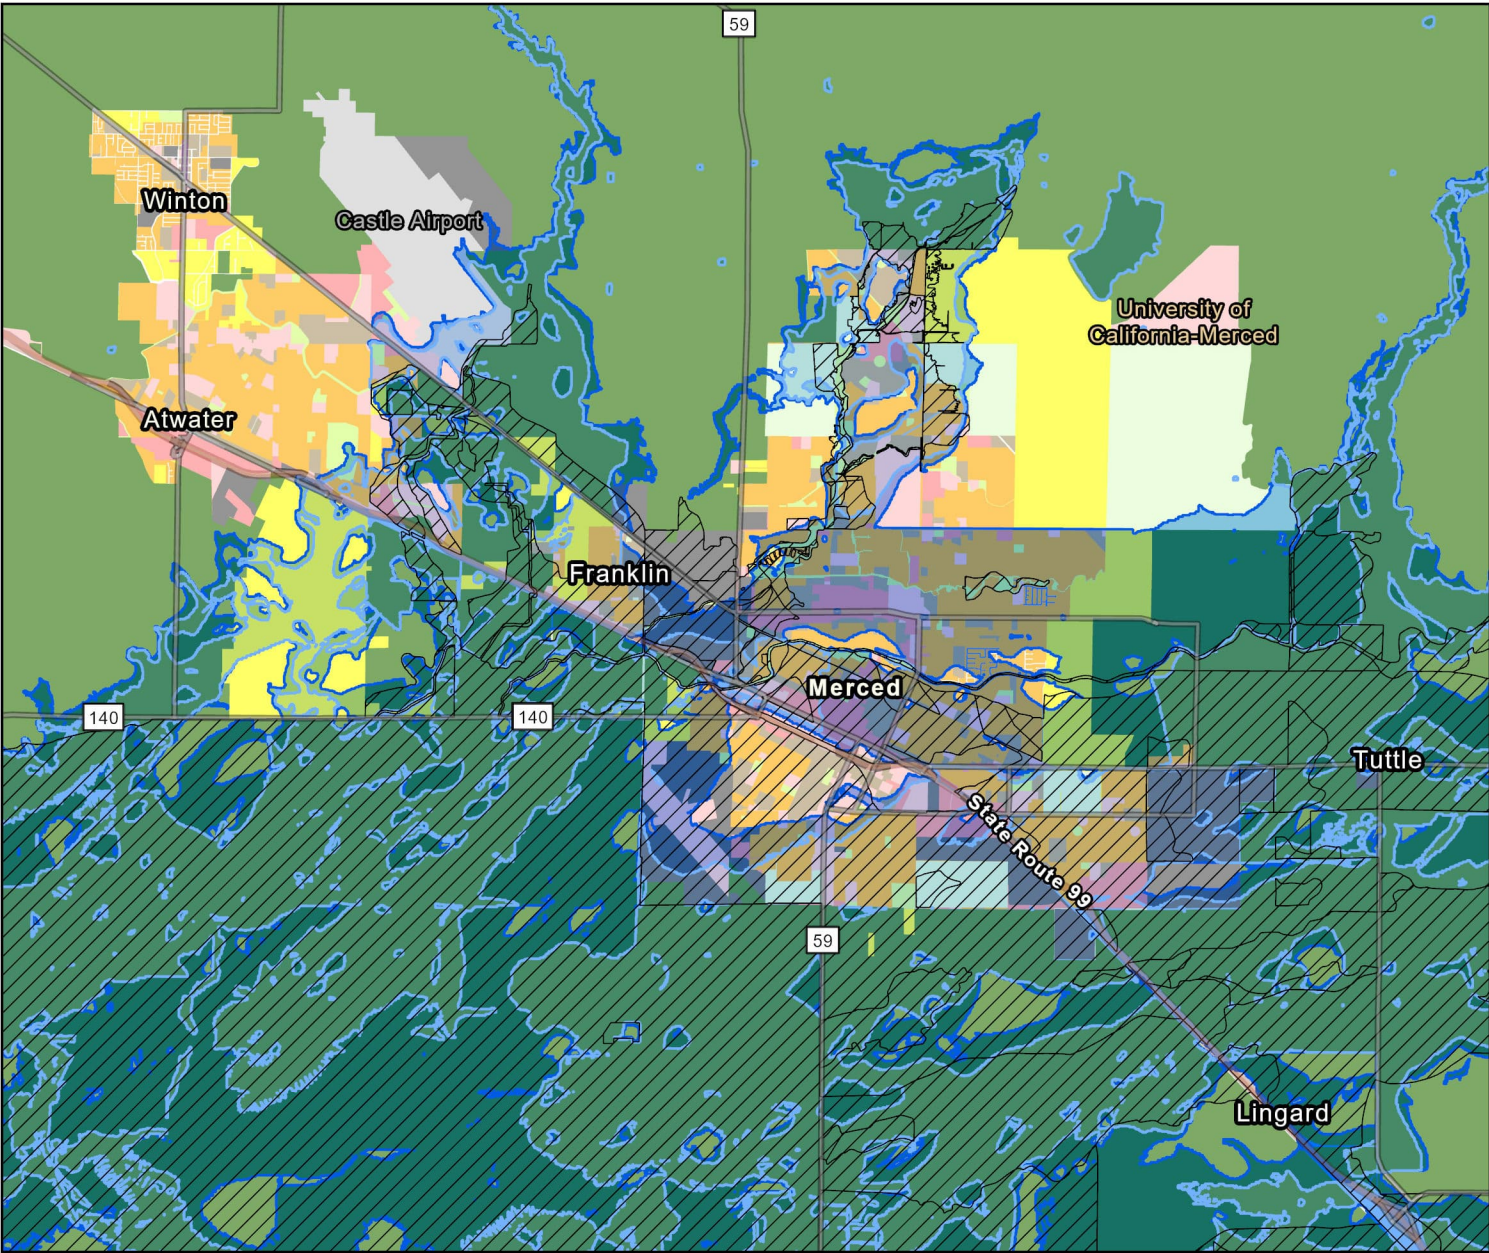 59
Winton
Castle Airport
University of
California-Merced
Atwater
Franklin
Merced
140
140
Tuttle
State Route 99
59
Lingard